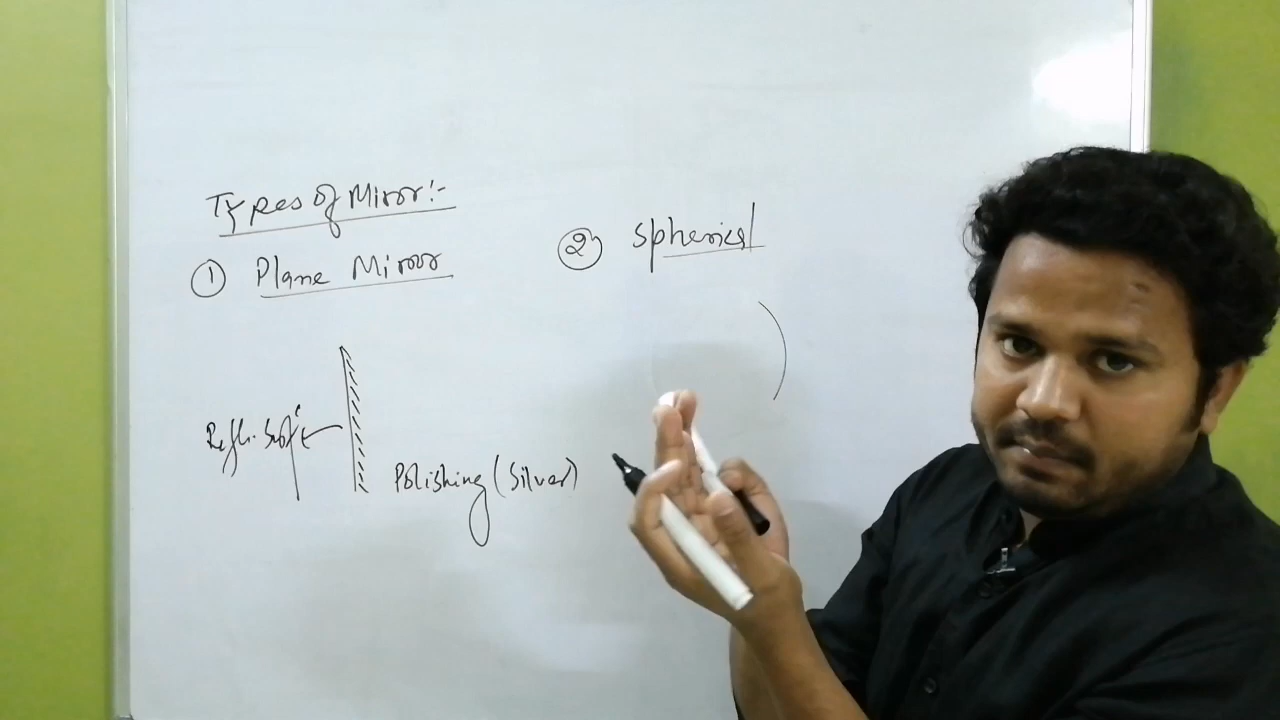 Types of Mirror:-
① Plane Mirror
② Spherical
Refl. Surf.
Polishing (Silver)